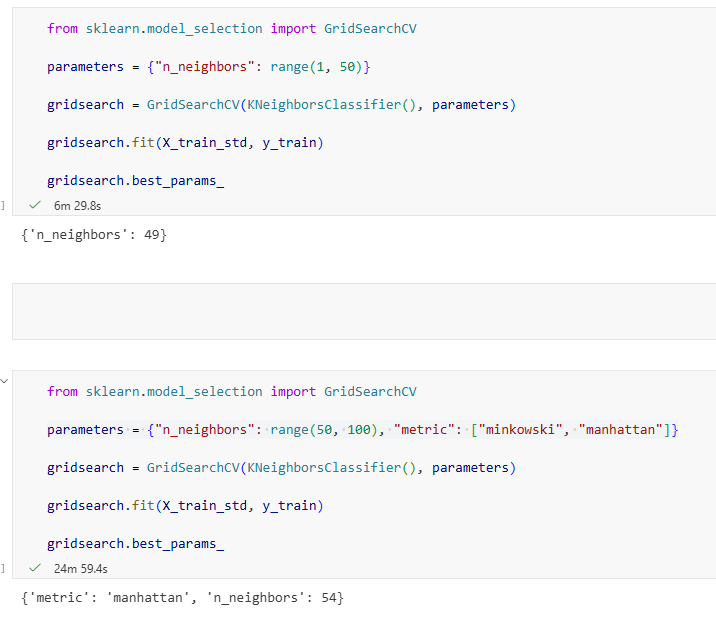 from sklearn.model_selection import GridSearchCV
parameters = {"n_neighbors": range(1, 50)}
gridsearch = GridSearchCV(KNeighborsClassifier(), parameters)
gridsearch.fit(X_train_std, y_train)
gridsearch.best_params_
] ✓ 6m 29.8s
{'n_neighbors': 49}
from sklearn.model_selection import GridSearchCV
parameters = {"n_neighbors": range(50, 100), "metric": ["minkowski", "manhattan"]}
gridsearch = GridSearchCV(KNeighborsClassifier(), parameters)
gridsearch.fit(X_train_std, y_train)
gridsearch.best_params_
] ✓ 24m 59.4s
{'metric': 'manhattan', 'n_neighbors': 54}